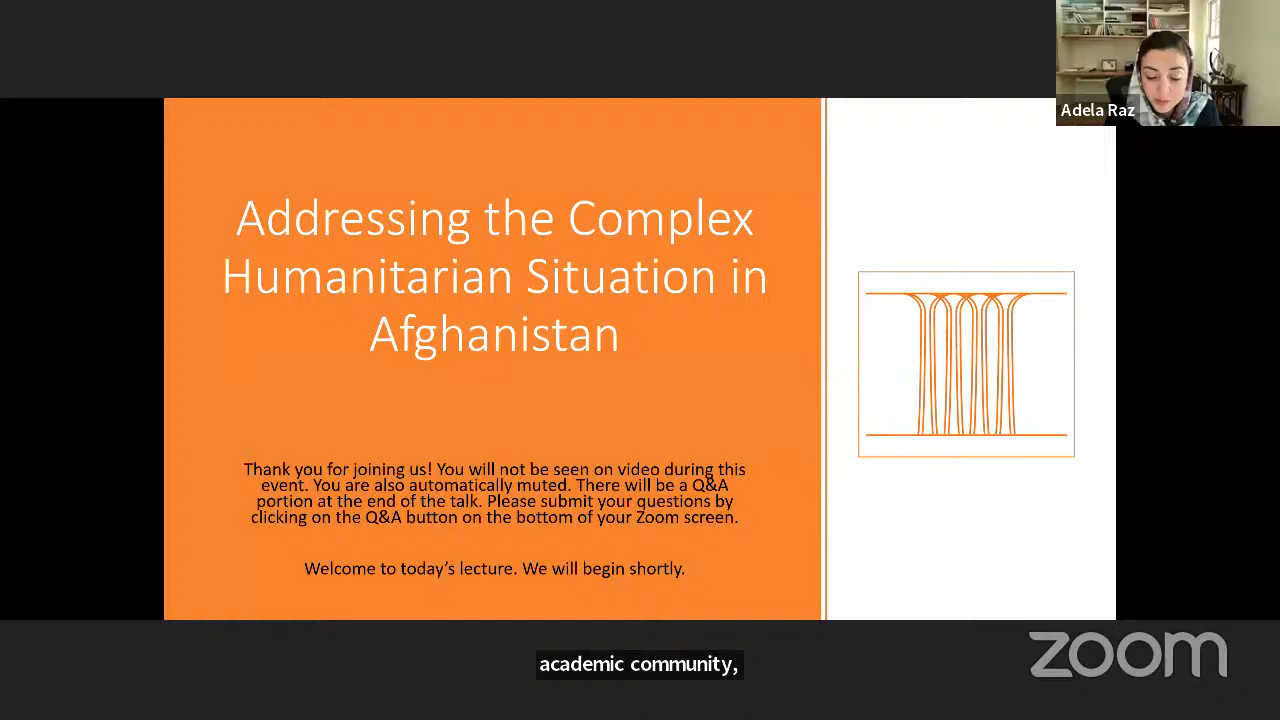 Adela Raz
Addressing the Complex
Humanitarian Situation in
Afghanistan
Thank you for joining us! You will not be seen on video during this
event. You are also automatically muted. There will be a Q&A
portion at the end of the talk. Please submit your questions by
clicking on the Q&A button on the bottom of your Zoom screen.
Welcome to today’s lecture. We will begin shortly.
academic community,
zoom